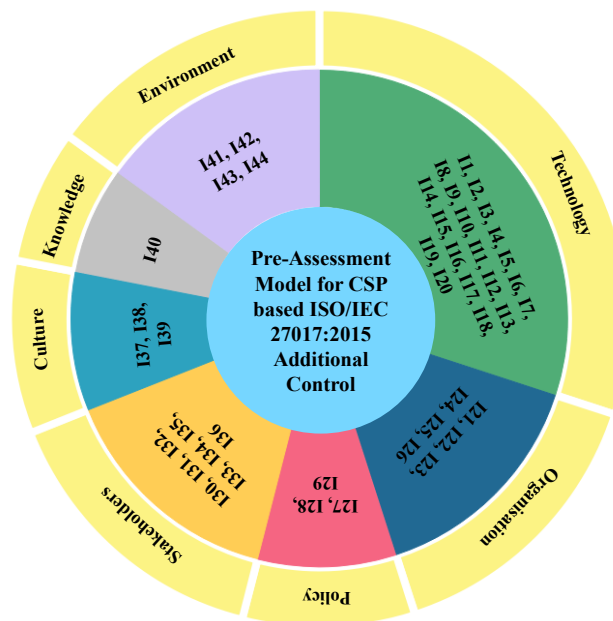 Pre-Assessment
Model for CSP
based ISO/IEC
27017:2015
Additional
Control
Technology
I1, I2, I3, I4, I5, I6, I7,
I8, I9, I10, I11, I12, I13,
I14, I15, I16, I17, I18,
I19, I20
Organisation
I21, I22, I23,
I24, I25, I26
Policy
I27, I28,
I29
Stakeholders
I30, I31, I32,
I33, I34, I35,
I36
Culture
I37, I38,
I39
Knowledge
I40
Environment
I41, I42,
I43, I44